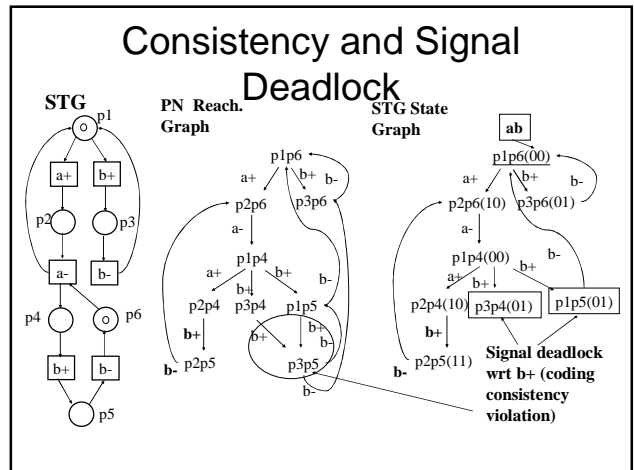 Consistency and Signal
Deadlock
STG
p1
a+
b+
p2
p3
a-
b-
p4
p6
b+
b-
p5
PN Reach.
Graph
p1p6
a+
b+
b-
p2p6
p3p6
a-
p1p4
a+
b+
b+
b-
p2p4
p3p4
p1p5
b+
b+
b+
b-
b-
p2p5
p3p5
b-
STG State
Graph
ab
p1p6(00)
a+
b+
b-
p2p6(10)
p3p6(01)
a-
p1p4(00)
b-
a+
b+
b+
p2p4(10)
p3p4(01)
p1p5(01)
b+
b-
p2p5(11)
Signal deadlock
wrt b+ (coding
consistency
violation)